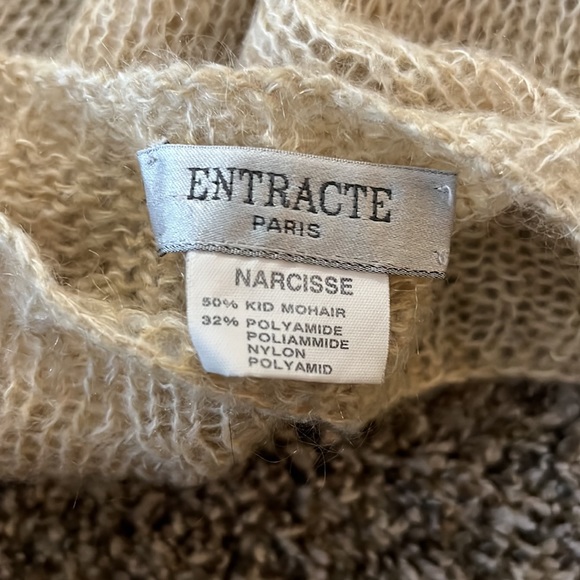 ENTRACTE
PARIS
NARCISSE
50% KID MOHAIR
32% POLYAMIDE
POLIAMMIDE
NYLON
POLYAMID